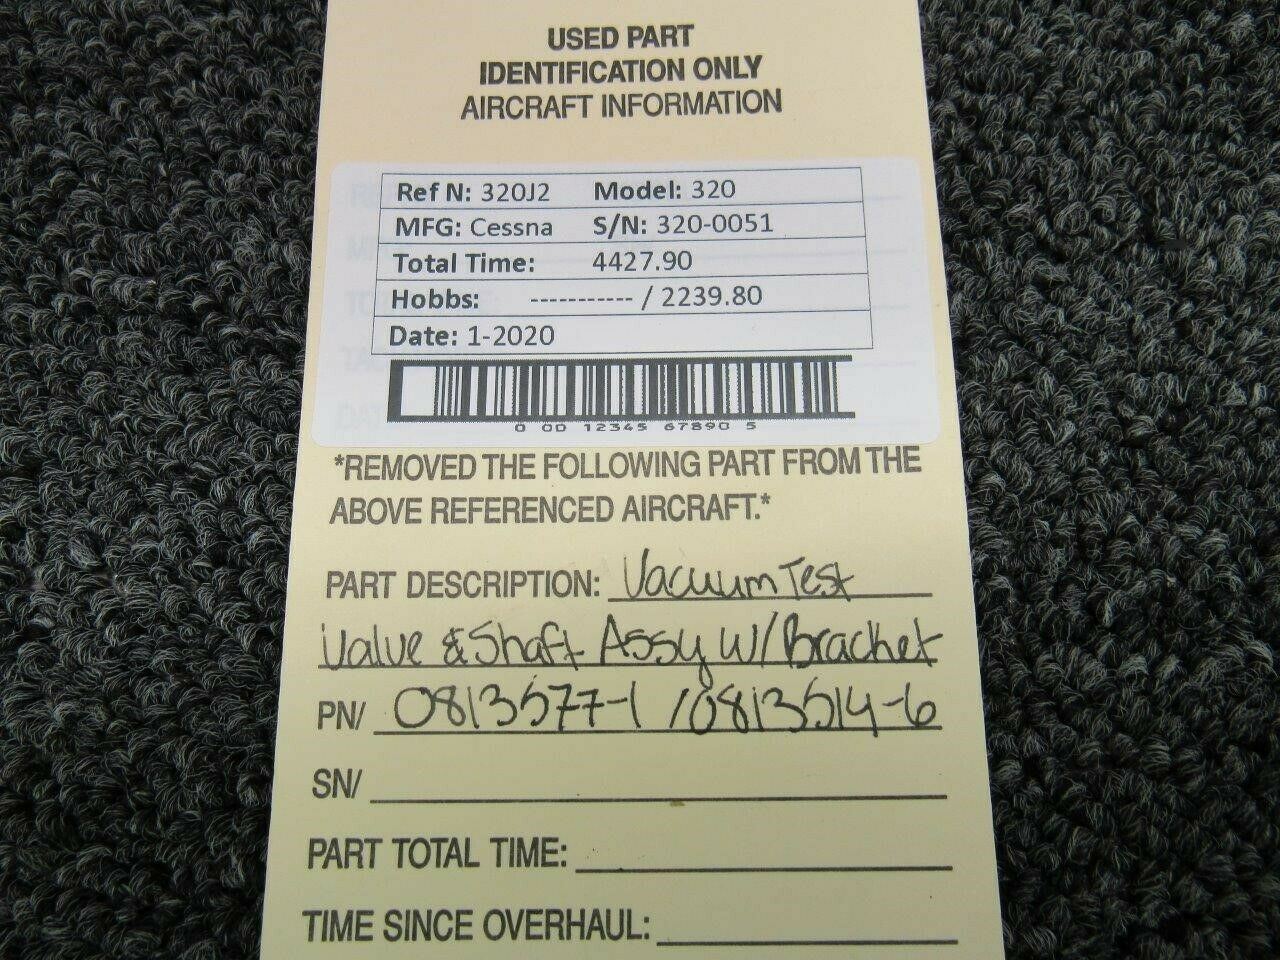 USED PART
IDENTIFICATION ONLY
AIRCRAFT INFORMATION
Ref N: 320J2 Model: 320
MFG: Cessna S/N: 320-0051
Total Time: 4427.90
Hobbs: ----------- / 2239.80
Date: 1-2020
0 00 12345 67890 5
*REMOVED THE FOLLOWING PART FROM THE
ABOVE REFERENCED AIRCRAFT.*
PART DESCRIPTION: Vacuum Test
Valve & Shaft Assy W/ Bracket
PN/ 0813577-1 / 0813514-6
SN/
PART TOTAL TIME:
TIME SINCE OVERHAUL: